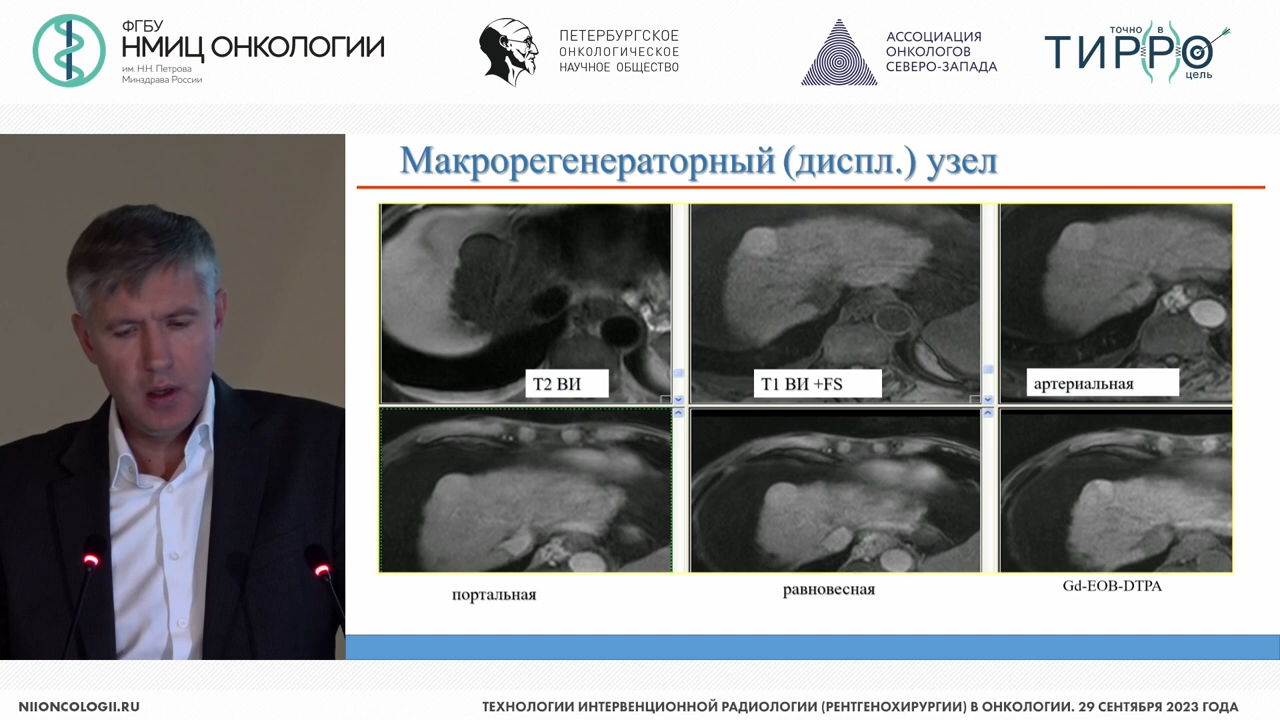 ФГБУ
НМИЦ ОНКОЛОГИИ
им. Н.Н. Петрова
Минздрава России
ПЕТЕРБУРГСКОЕ
ОНКОЛОГИЧЕСКОЕ
НАУЧНОЕ ОБЩЕСТВО
АССОЦИАЦИЯ
ОНКОЛОГОВ
СЕВЕРО-ЗАПАДА
ТОЧНО В
ТИРРО
цель
Макрорегенераторный (диспл.) узел
Т2 ВИ
Т1 ВИ +FS
артериальная
портальная
равновесная
Gd-EOB-DTPA
NIIONCOLOGII.RU
ТЕХНОЛОГИИ ИНТЕРВЕНЦИОННОЙ РАДИОЛОГИИ (РЕНТГЕНОХИРУРГИИ) В ОНКОЛОГИИ. 29 СЕНТЯБРЯ 2023 ГОДА